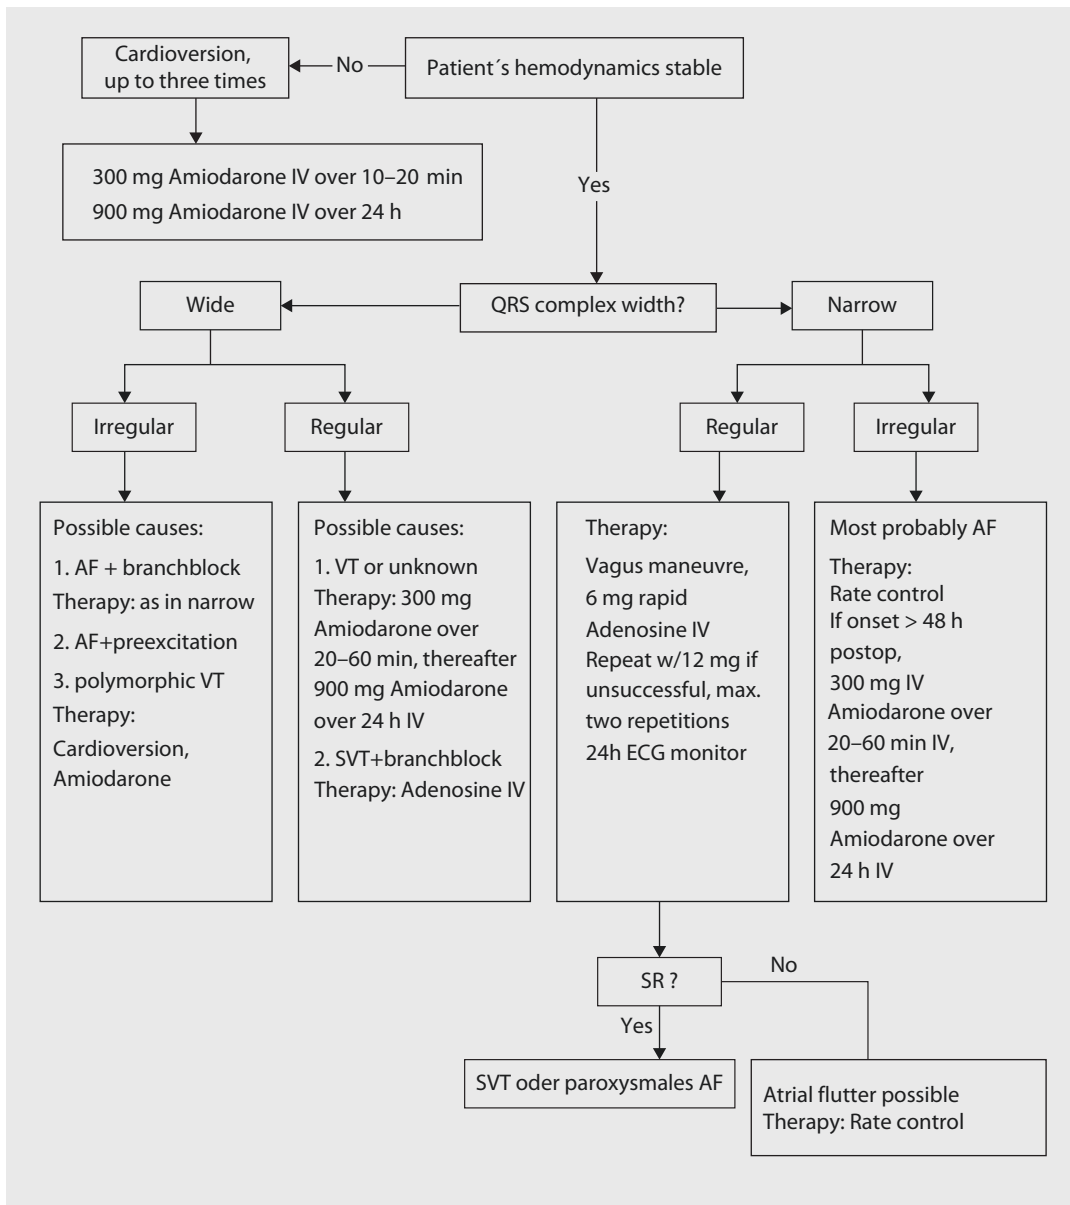 Cardioversion,
up to three times
No
Patient´s hemodynamics stable
300 mg Amiodarone IV over 10–20 min
900 mg Amiodarone IV over 24 h
Yes
Wide
QRS complex width?
Narrow
Irregular
Regular
Regular
Irregular
Possible causes:
1. AF + branchblock
Therapy: as in narrow
2. AF+preexcitation
3. polymorphic VT
Therapy:
Cardioversion,
Amiodarone
Possible causes:
1. VT or unknown
Therapy: 300 mg
Amiodarone over
20–60 min, thereafter
900 mg Amiodarone
over 24 h IV
2. SVT+branchblock
Therapy: Adenosine IV
Therapy:
Vagus maneuvre,
6 mg rapid
Adenosine IV
Repeat w/12 mg if
unsuccessful, max.
two repetitions
24h ECG monitor
Most probably AF
Therapy:
Rate control
If onset > 48 h
postop,
300 mg IV
Amiodarone over
20–60 min IV,
thereafter
900 mg
Amiodarone over
24 h IV
SR ?
No
Yes
SVT oder paroxysmales AF
Atrial flutter possible
Therapy: Rate control